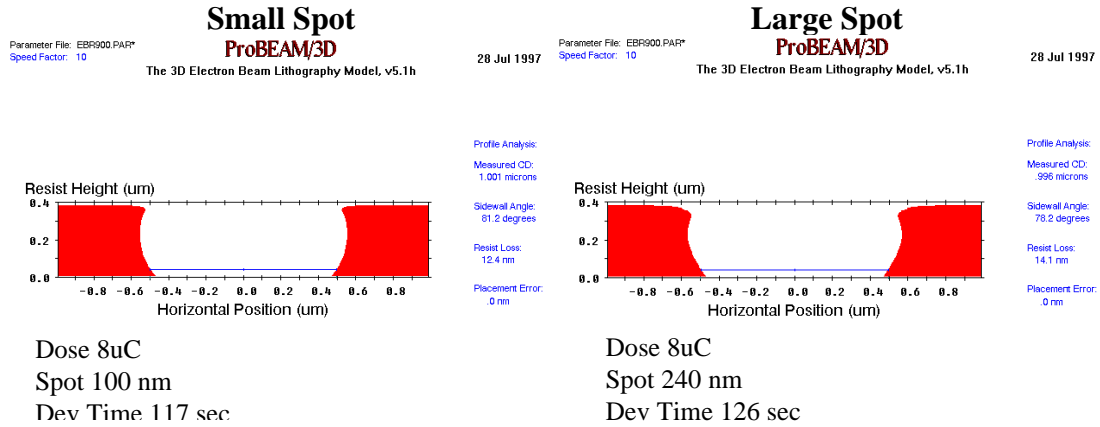 Small Spot
Parameter File: EBR900.PAR*
Speed Factor: 10
ProBEAM/3D
The 3D Electron Beam Lithography Model, v5.1h
28 Jul 1997
Profile Analysis:
Measured CD:
1.001 microns
Sidewall Angle:
81.2 degrees
Resist Loss:
12.4 nm
Placement Error:
.0 nm
Resist Height (um)
0.4
0.2
0.0
-0.8 -0.6 -0.4 -0.2 0.0 0.2 0.4 0.6 0.8
Horizontal Position (um)
Dose 8uC
Spot 100 nm
Dev Time 117 sec
Large Spot
Parameter File: EBR900.PAR*
Speed Factor: 10
ProBEAM/3D
The 3D Electron Beam Lithography Model, v5.1h
28 Jul 1997
Profile Analysis:
Measured CD:
.996 microns
Sidewall Angle:
78.2 degrees
Resist Loss:
14.1 nm
Placement Error:
.0 nm
Resist Height (um)
0.4
0.2
0.0
-0.8 -0.6 -0.4 -0.2 0.0 0.2 0.4 0.6 0.8
Horizontal Position (um)
Dose 8uC
Spot 240 nm
Dev Time 126 sec